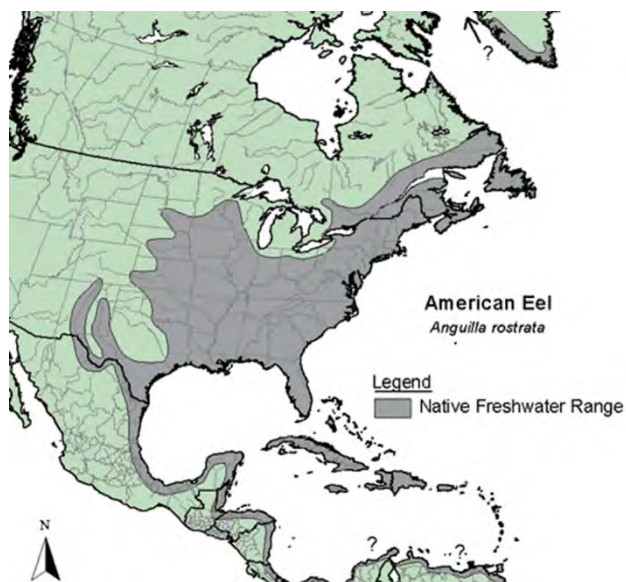 ?
American Eel
Anguilla rostrata
Legend
Native Freshwater Range
N
? ?